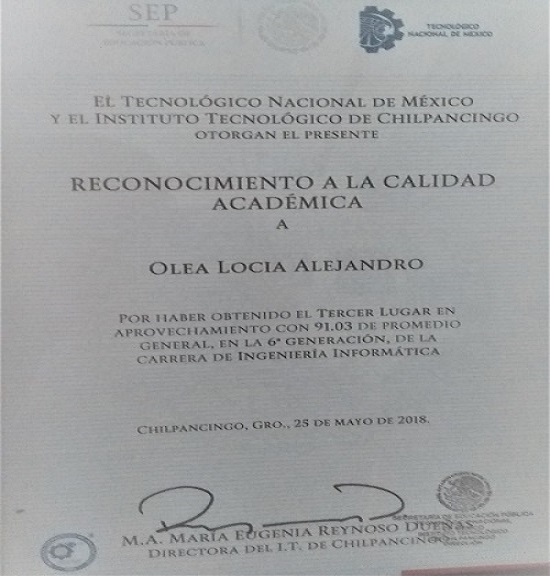 SEP
SECRETARÍA DE
EDUCACIÓN PÚBLICA
TECNOLÓGICO
NACIONAL DE MÉXICO
EL TECNOLÓGICO NACIONAL DE MÉXICO
Y EL INSTITUTO TECNOLÓGICO DE CHILPANCINGO
OTORGAN EL PRESENTE
RECONOCIMIENTO A LA CALIDAD
ACADÉMICA
A
OLEA LOCIA ALEJANDRO
POR HABER OBTENIDO EL TERCER LUGAR EN
APROVECHAMIENTO CON 91.03 DE PROMEDIO
GENERAL, EN LA 6ª GENERACIÓN, DE LA
CARRERA DE INGENIERÍA INFORMÁTICA
CHILPANCINGO, GRO., 25 DE MAYO DE 2018.
SECRETARÍA DE EDUCACIÓN PÚBLICA
M.A. MARÍA EUGENIA REYNOSO DUEÑAS
DIRECTORA DEL I.T. DE CHILPANCINGO